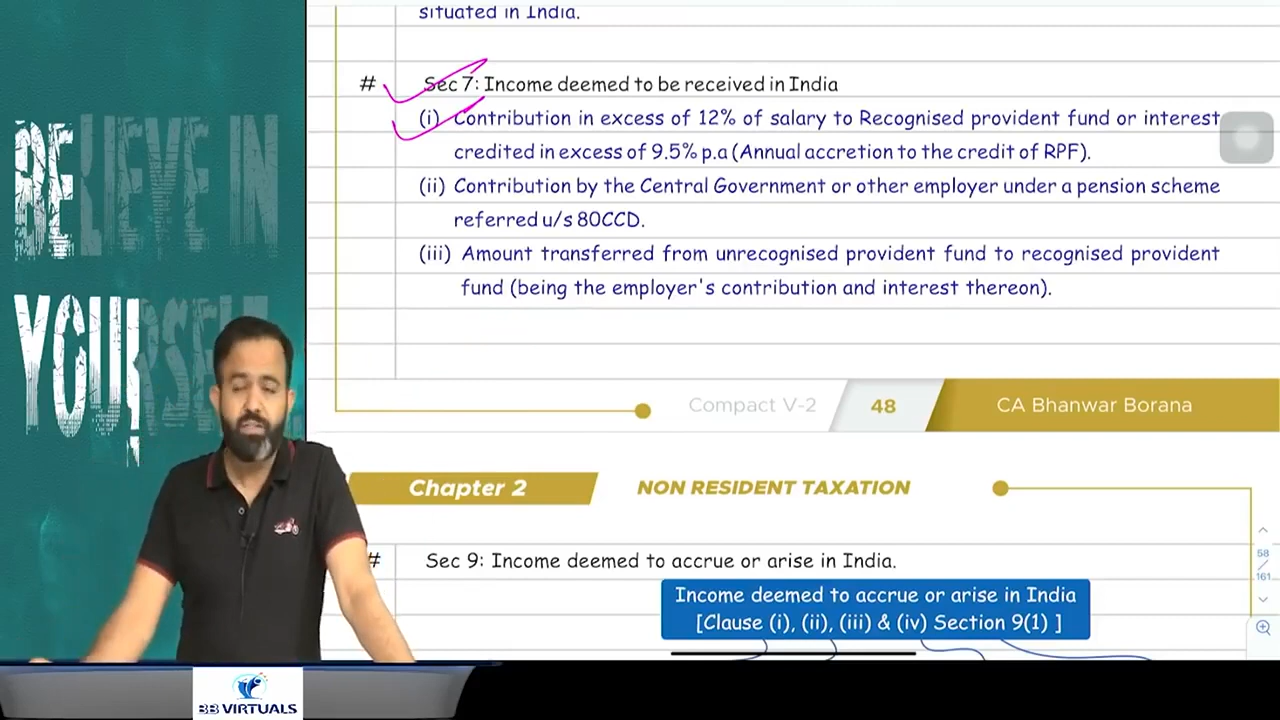 BELIEVE IN
YOURSELF
situated in India.
# Sec 7: Income deemed to be received in India
(i) Contribution in excess of 12% of salary to Recognised provident fund or interest
credited in excess of 9.5% p.a (Annual accretion to the credit of RPF).
(ii) Contribution by the Central Government or other employer under a pension scheme
referred u/s 80CCD.
(iii) Amount transferred from unrecognised provident fund to recognised provident
fund (being the employer's contribution and interest thereon).
Compact V-2 48 CA Bhanwar Borana
Chapter 2 NON RESIDENT TAXATION
# Sec 9: Income deemed to accrue or arise in India.
Income deemed to accrue or arise in India
[Clause (i), (ii), (iii) & (iv) Section 9(1) ]
58
/
161
BB VIRTUALS